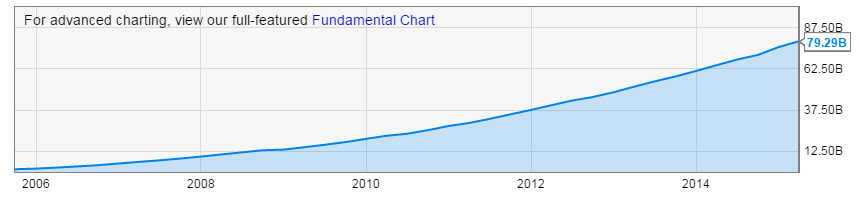 For advanced charting, view our full-featured Fundamental Chart
87.50B
79.29B
62.50B
37.50B
12.50B
2006 2008 2010 2012 2014